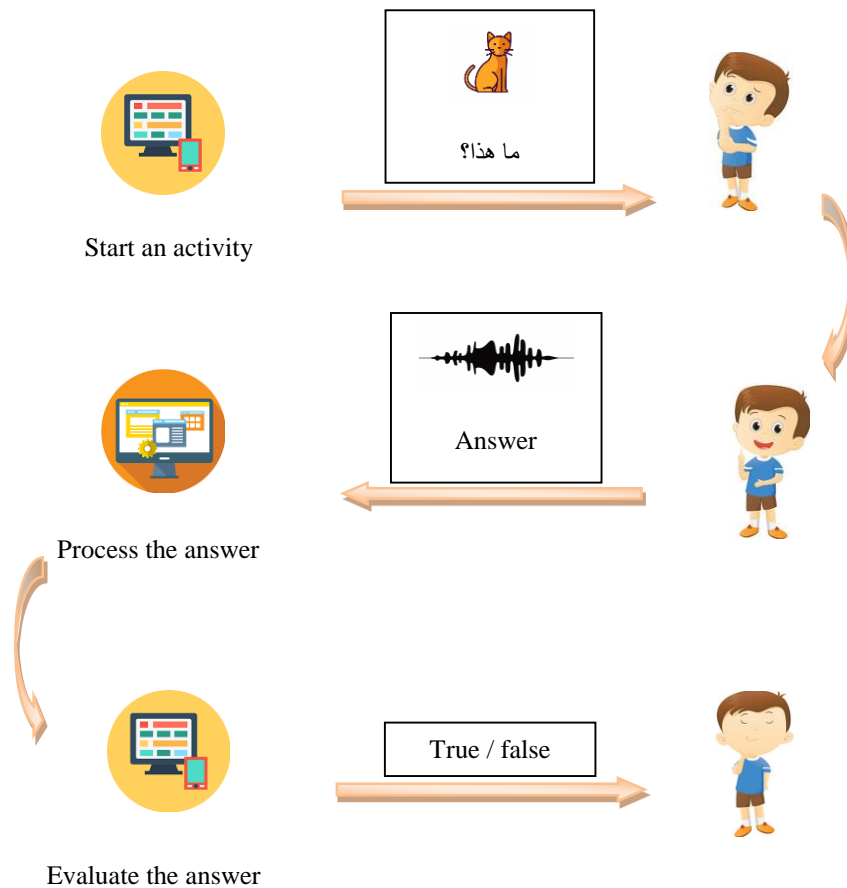 ما هذا؟
Start an activity
Answer
Process the answer
True / false
Evaluate the answer